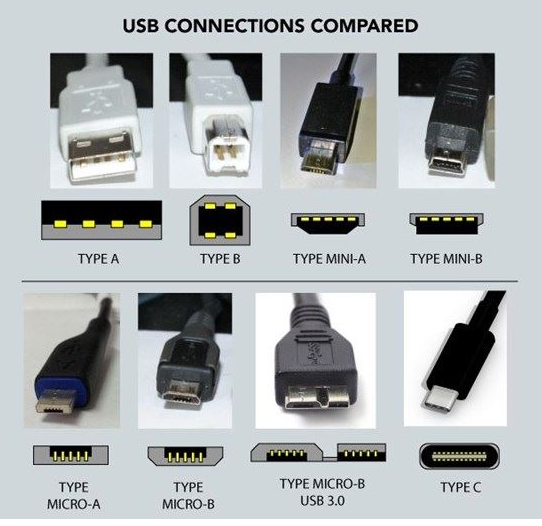 USB CONNECTIONS COMPARED
TYPE A
TYPE B
TYPE MINI-A
TYPE MINI-B
TYPE
MICRO-A
TYPE
MICRO-B
TYPE MICRO-B
USB 3.0
TYPE C